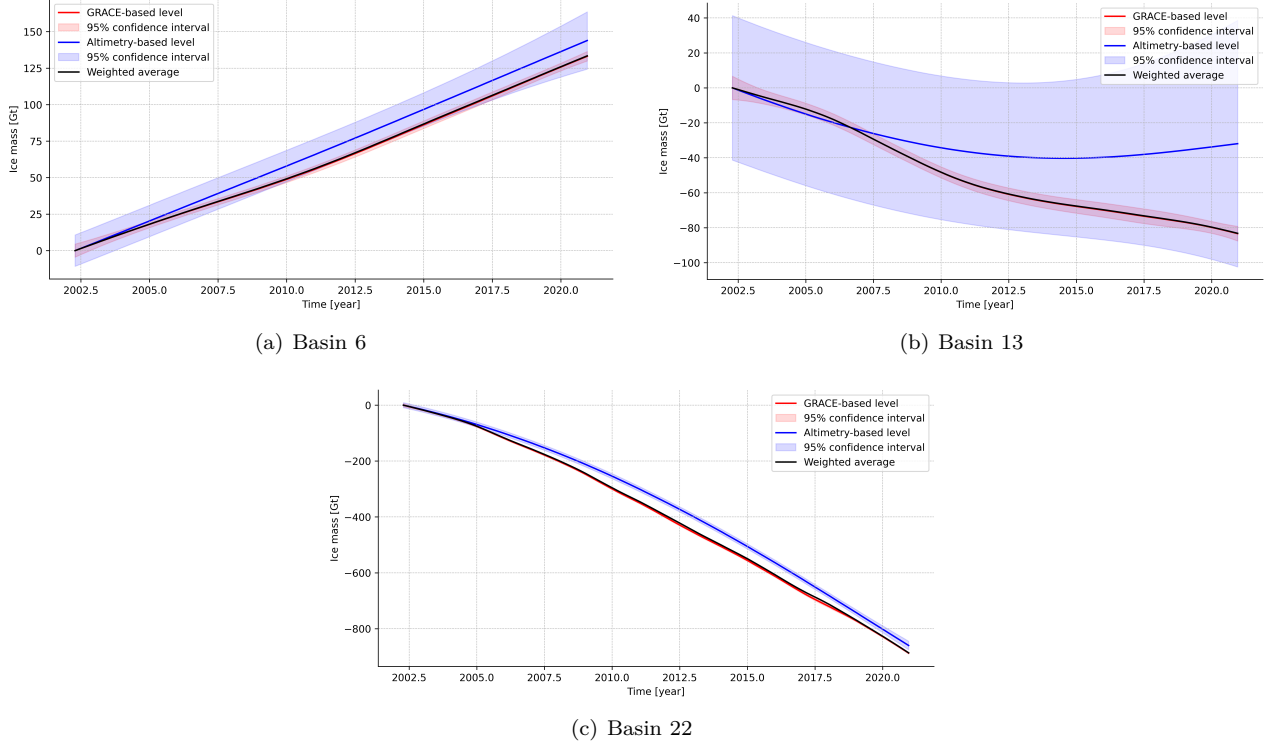 GRACE-based level
95% confidence interval
Altimetry-based level
95% confidence interval
Weighted average
150
125
100
75
50
25
0
Ice mass [Gt]
2002.5 2005.0 2007.5 2010.0 2012.5 2015.0 2017.5 2020.0
Time [year]
(a) Basin 6
GRACE-based level
95% confidence interval
Altimetry-based level
95% confidence interval
Weighted average
40
20
0
−20
−40
−60
−80
−100
Ice mass [Gt]
2002.5 2005.0 2007.5 2010.0 2012.5 2015.0 2017.5 2020.0
Time [year]
(b) Basin 13
GRACE-based level
95% confidence interval
Altimetry-based level
95% confidence interval
Weighted average
0
−200
−400
−600
−800
Ice mass [Gt]
2002.5 2005.0 2007.5 2010.0 2012.5 2015.0 2017.5 2020.0
Time [year]
(c) Basin 22